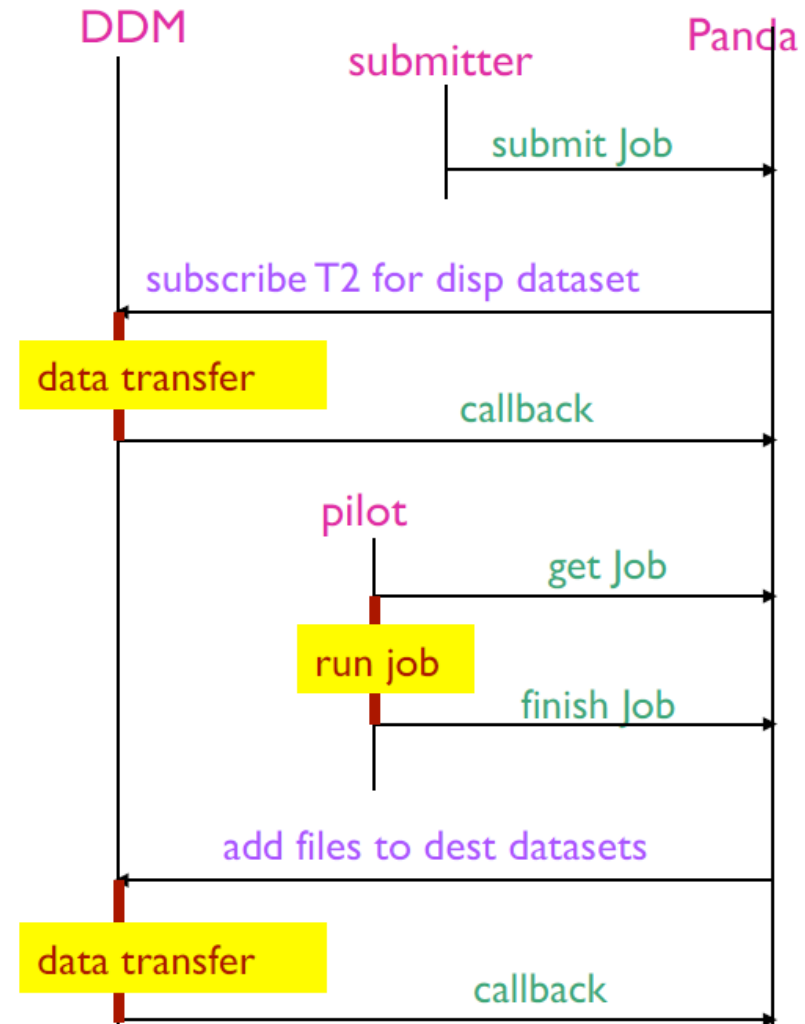 DDM
submitter
Panda
submit Job
subscribe T2 for disp dataset
data transfer
callback
pilot
get Job
run job
finish Job
add files to dest datasets
data transfer
callback